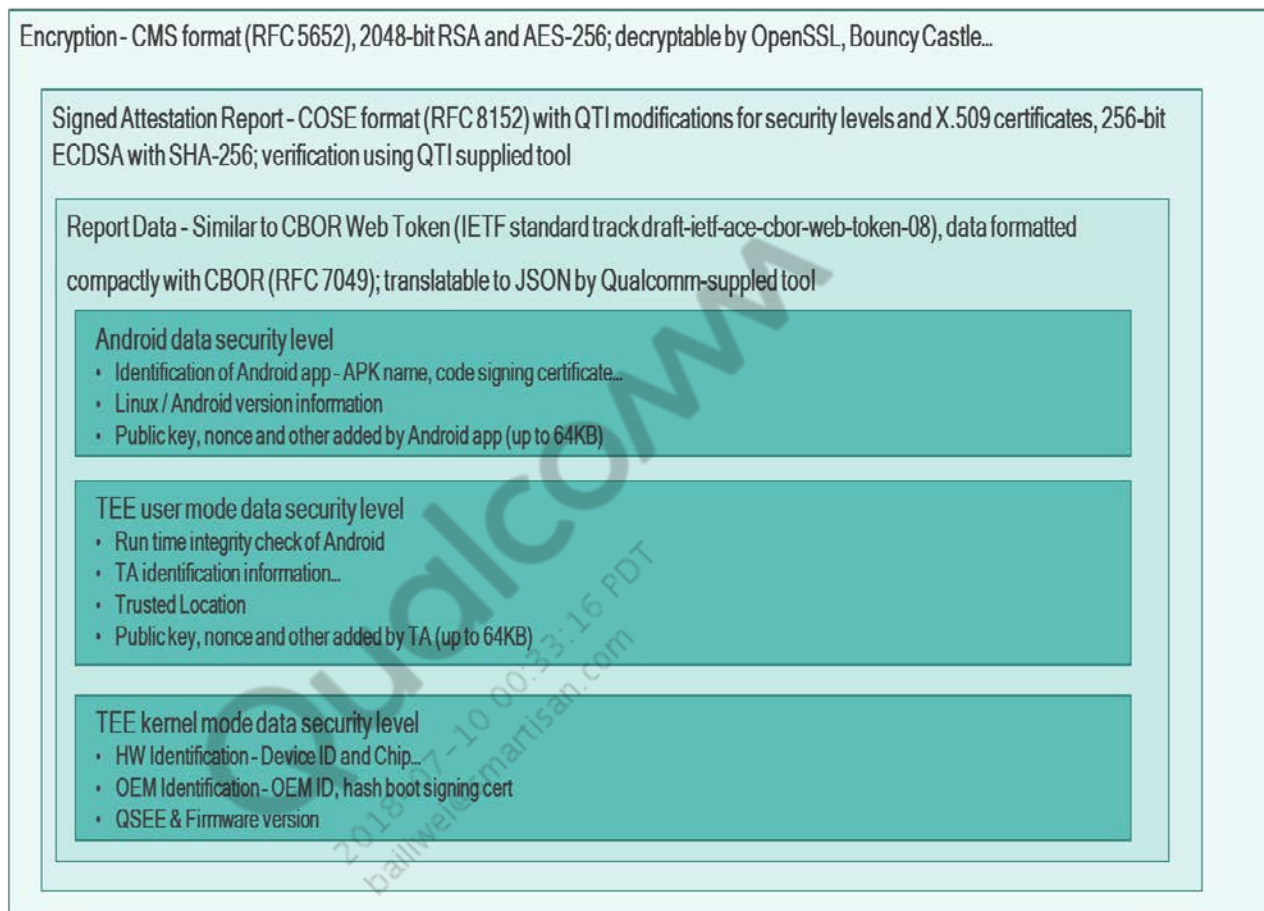 Encryption - CMS format (RFC 5652), 2048-bit RSA and AES-256; decryptable by OpenSSL, Bouncy Castle...
Signed Attestation Report - COSE format (RFC 8152) with QTI modifications for security levels and X.509 certificates, 256-bit
ECDSA with SHA-256; verification using QTI supplied tool
Report Data - Similar to CBOR Web Token (IETF standard track draft-ietf-ace-cbor-web-token-08), data formatted
compactly with CBOR (RFC 7049); translatable to JSON by Qualcomm-suppled tool
Android data security level
• Identification of Android app - APK name, code signing certificate...
• Linux / Android version information
• Public key, nonce and other added by Android app (up to 64KB)
TEE user mode data security level
• Run time integrity check of Android
• TA identification information...
• Trusted Location
• Public key, nonce and other added by TA (up to 64KB)
TEE kernel mode data security level
• HW Identification - Device ID and Chip...
• OEM Identification - OEM ID, hash boot signing cert
• QSEE & Firmware version
Qualcomm
2018-07-10 00:33:16 PDT
bailiwei@smartisan.com